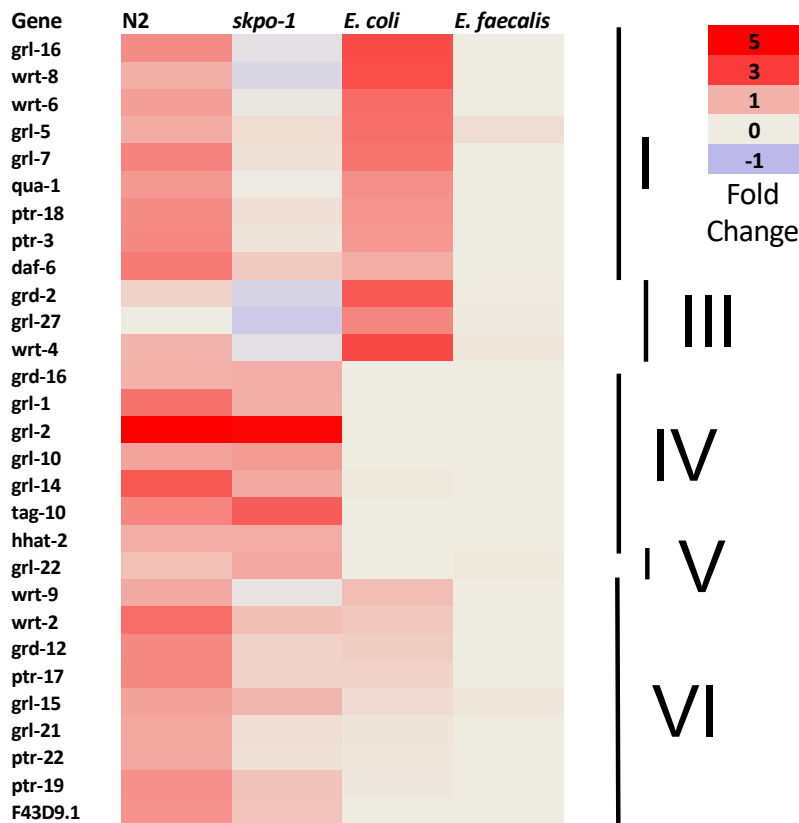 Gene N2 skpo-1 E. coli E. faecalis
grl-16
wrt-8
wrt-6
grl-5
grl-7
qua-1
ptr-18
ptr-3
daf-6
grd-2
grl-27
wrt-4
grd-16
grl-1
grl-2
grl-10
grl-14
tag-10
hhat-2
grl-22
wrt-9
wrt-2
grd-12
ptr-17
grl-15
grl-21
ptr-22
ptr-19
F43D9.1
I
III
IV
V
VI
5
3
1
0
-1
Fold
Change